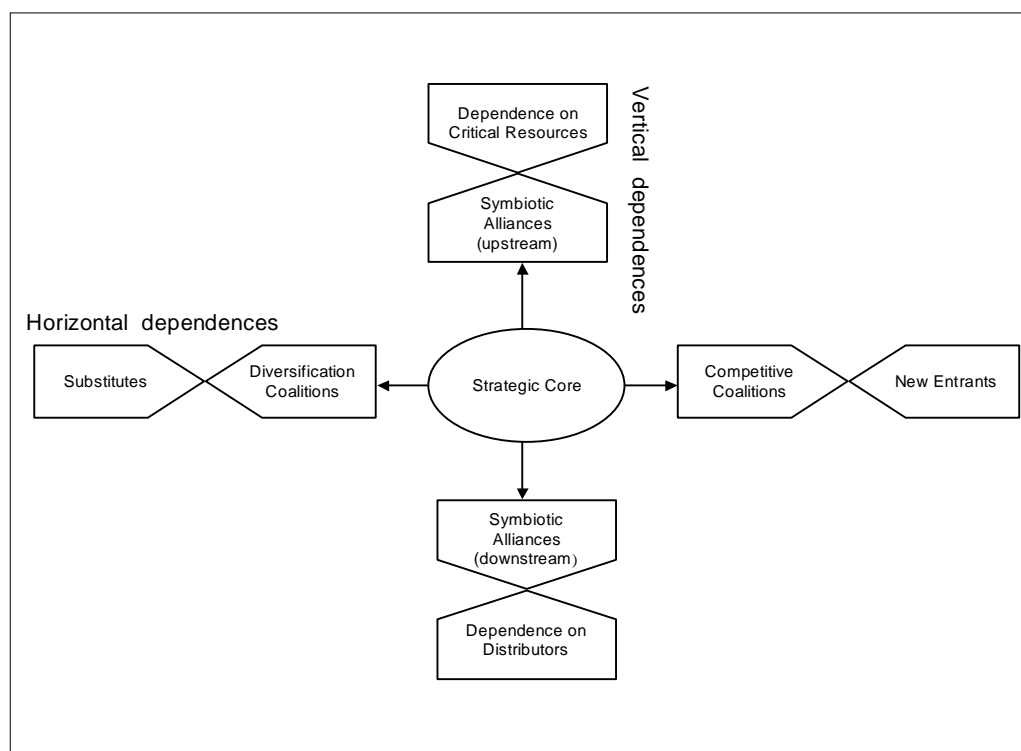 Dependence on
Critical Resources
Vertical dependences
Symbiotic
Alliances
(upstream)
Horizontal dependences
Substitutes
Diversification
Coalitions
Strategic Core
Competitive
Coalitions
New Entrants
Symbiotic
Alliances
(downstream)
Dependence on
Distributors